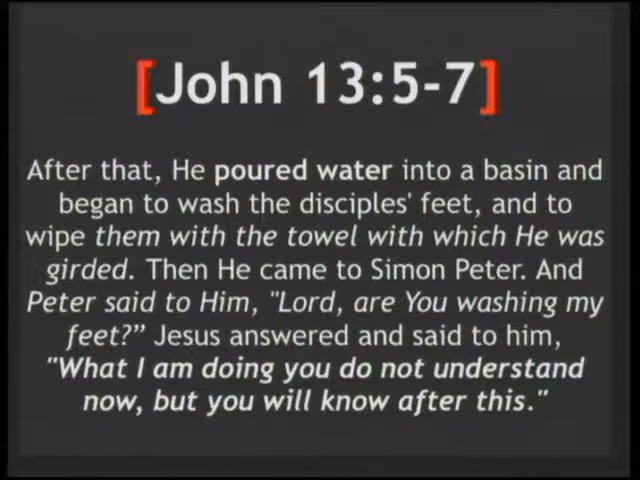 [John 13:5-7]
After that, He poured water into a basin and
began to wash the disciples' feet, and to
wipe them with the towel with which He was
girded. Then He came to Simon Peter. And
Peter said to Him, "Lord, are You washing my
feet?” Jesus answered and said to him,
"What I am doing you do not understand
now, but you will know after this."